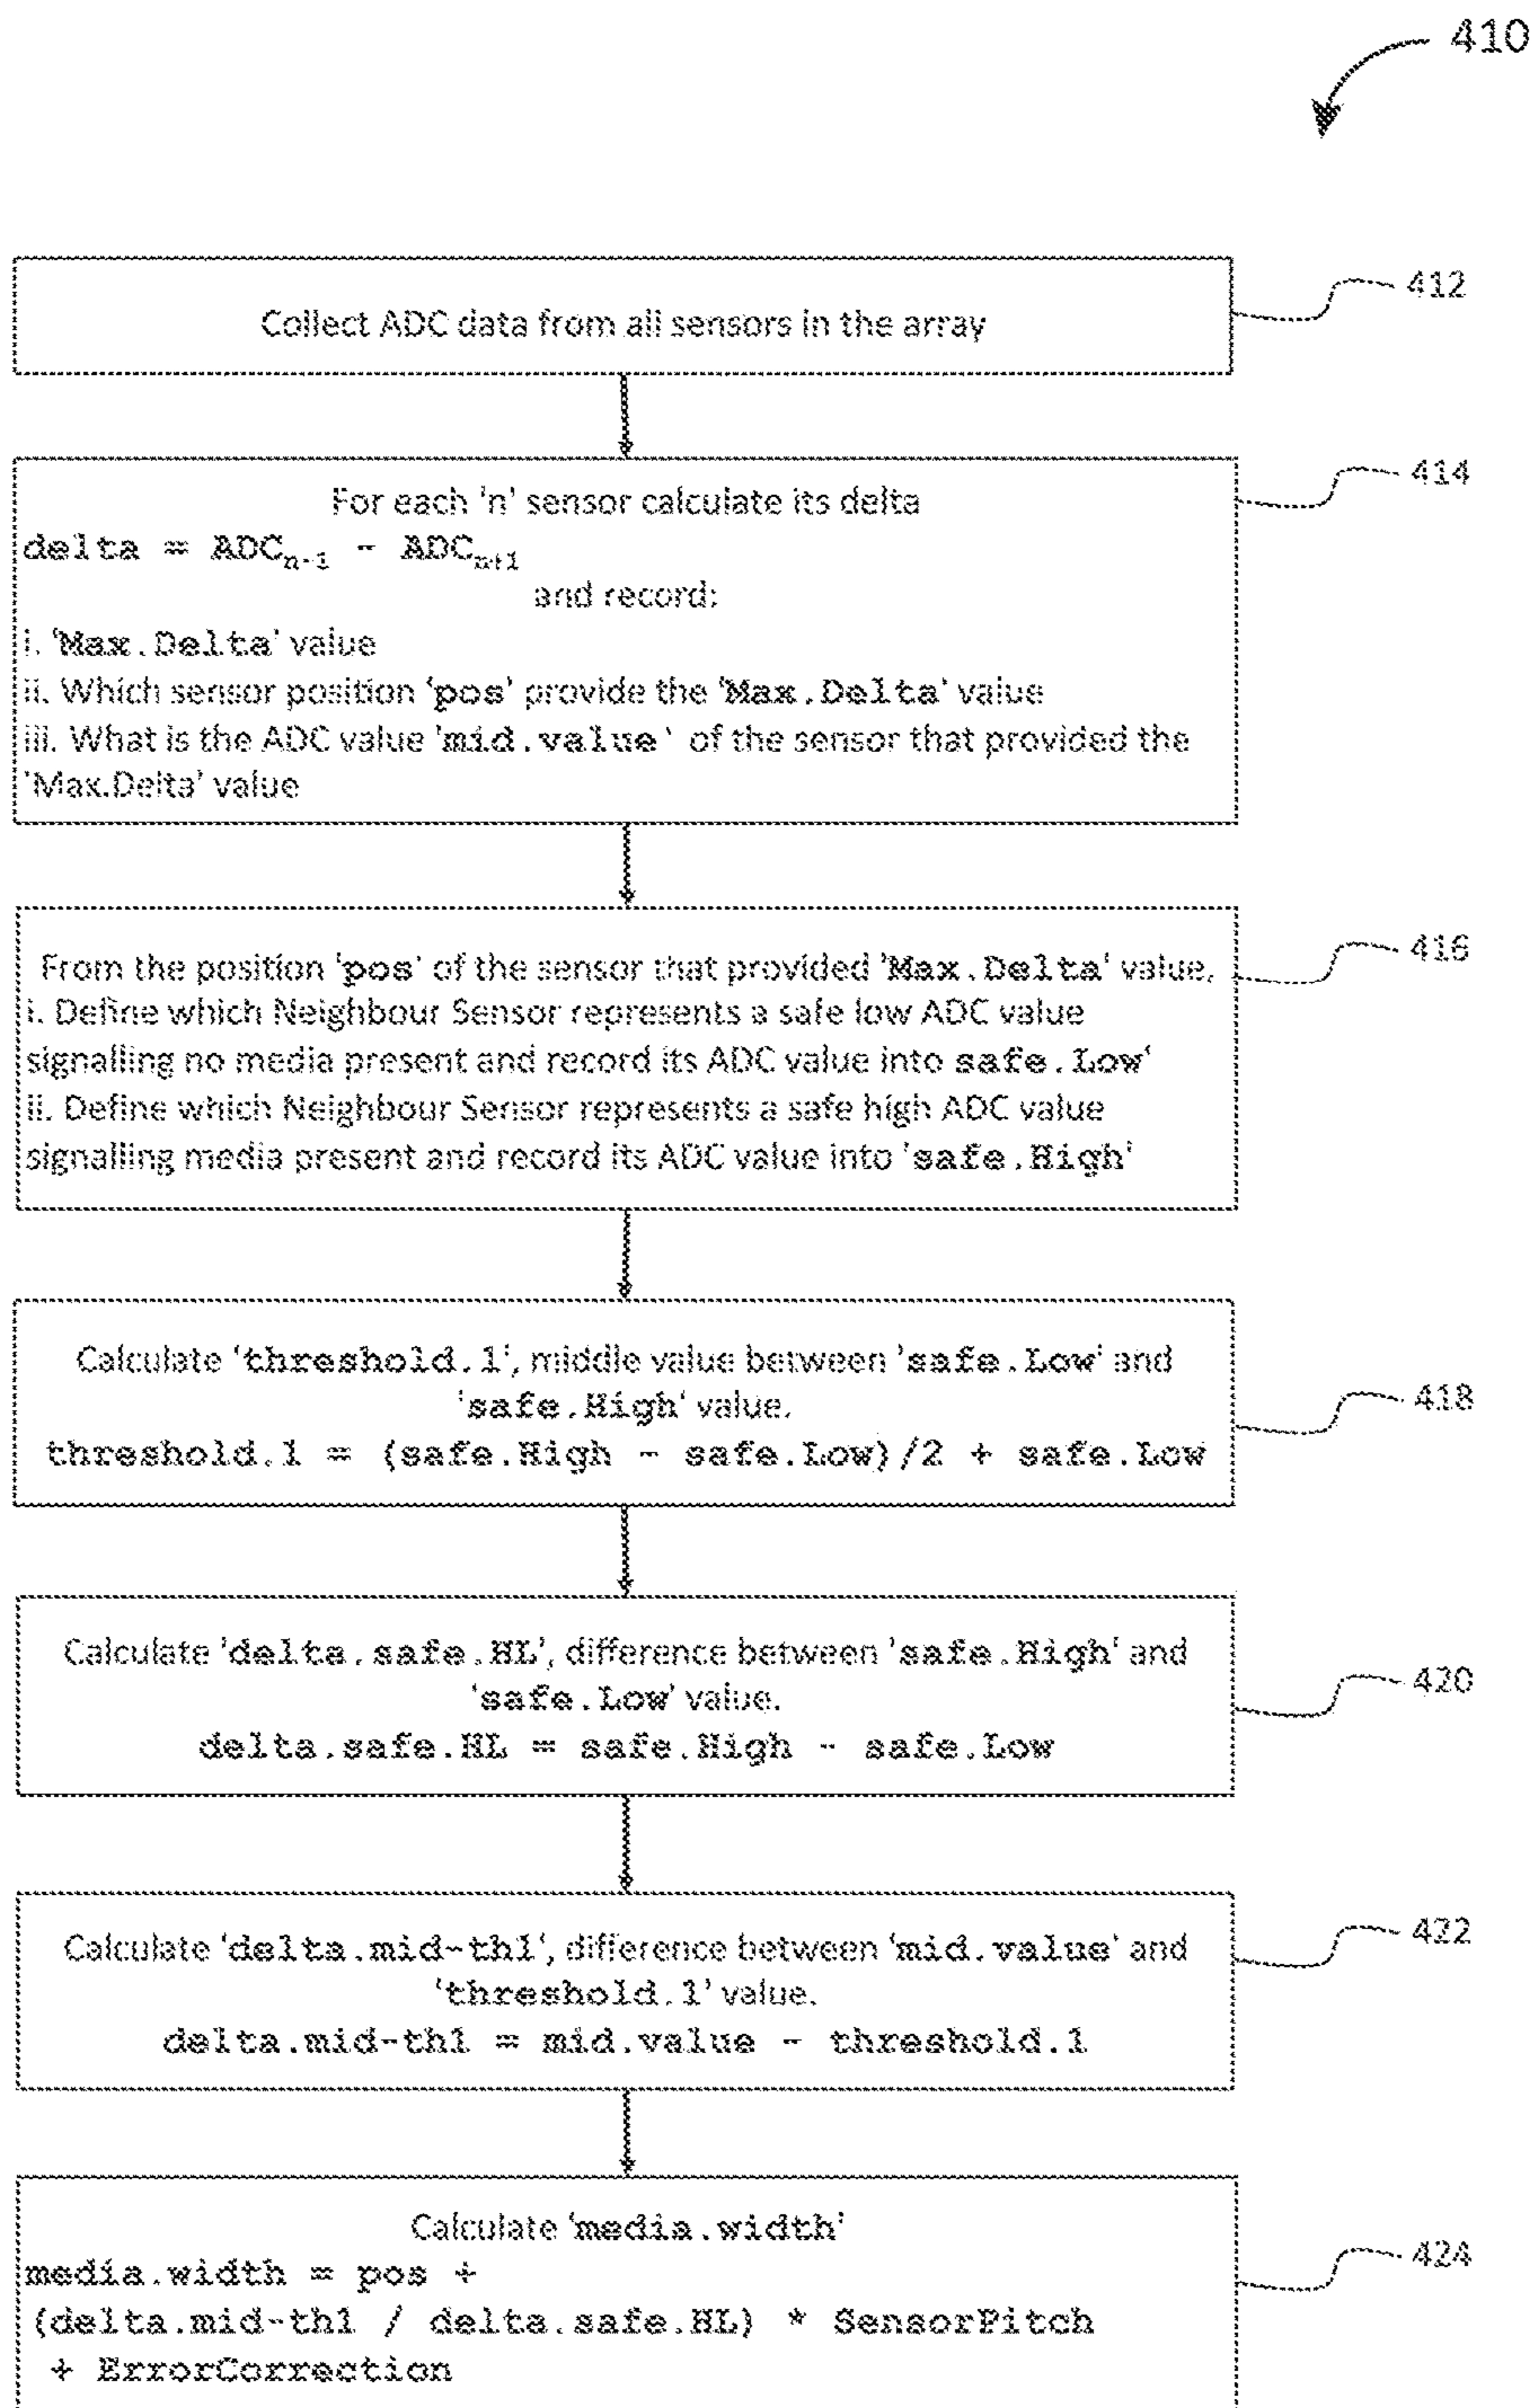 410
Collect ADC data from all sensors in the array
412
For each 'n' sensor calculate its delta
414
delta = ADCn-1 - ADCn+1
and record:
i. 'Max.Delta' value
ii. Which sensor position 'pos' provide the 'Max.Delta' value
iii. What is the ADC value 'mid.value' of the sensor that provided the
'Max.Delta' value
From the position 'pos' of the sensor that provided 'Max.Delta' value,
416
i. Define which Neighbour Sensor represents a safe low ADC value
signalling no media present and record its ADC value into safe.Low'
ii. Define which Neighbour Sensor represents a safe high ADC value
signalling media present and record its ADC value into 'safe.High'
Calculate 'threshold.1', middle value between 'safe.Low' and
'safe.High' value.
418
threshold.1 = (safe.High - safe.Low)/2 + safe.Low
Calculate 'delta.safe.HL', difference between 'safe.High' and
'safe.Low' value.
420
delta.safe.HL = safe.High - safe.Low
Calculate 'delta.mid-th1', difference between 'mid.value' and
422
'threshold.1' value.
delta.mid-th1 = mid.value - threshold.1
Calculate 'media.width'
424
media.width = pos +
(delta.mid-th1 / delta.safe.HL) * SensorPitch
+ ErrorCorrection